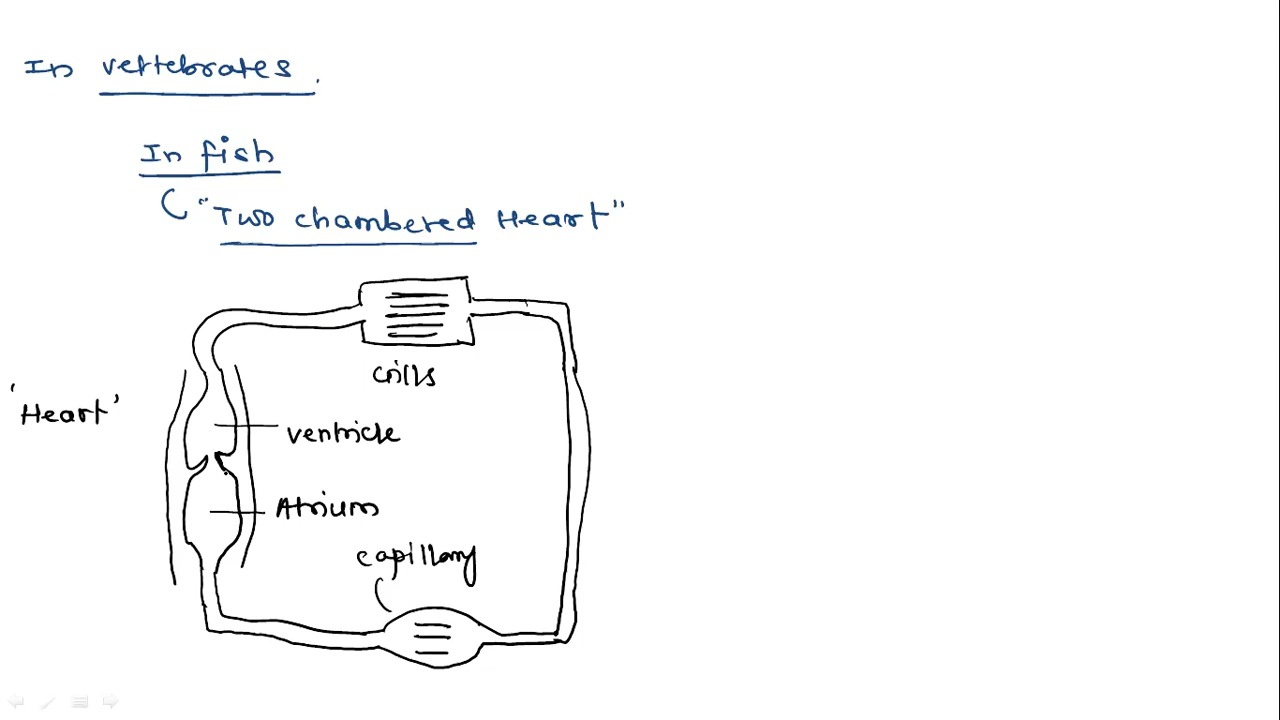 In vertebrates.
In fish
"Two chambered Heart"
Gills
'Heart'
ventricle
Atrium
capillary